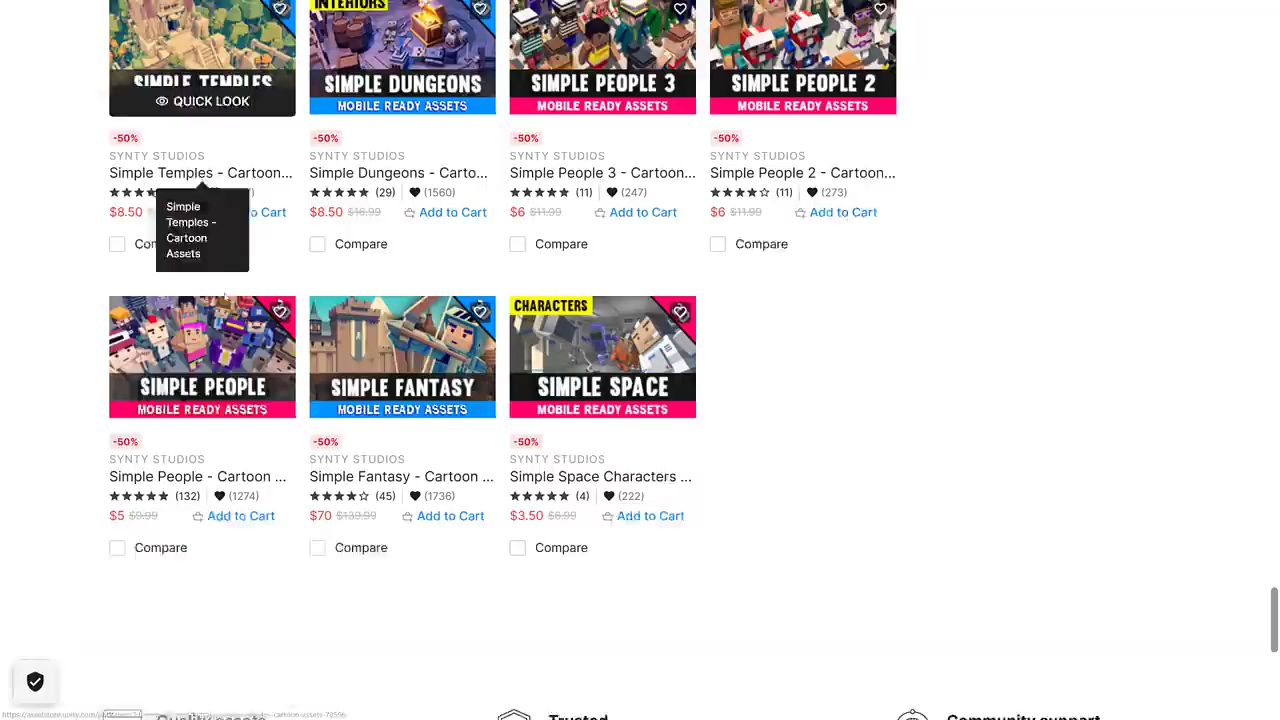 INTERIORS
SIMPLE TEMPLES
QUICK LOOK
SIMPLE DUNGEONS
MOBILE READY ASSETS
SIMPLE PEOPLE 3
MOBILE READY ASSETS
SIMPLE PEOPLE 2
MOBILE READY ASSETS
-50%
SYNTY STUDIOS
Simple Temples - Cartoon...
$8.50
Simple Temples - Cartoon Assets
-50%
SYNTY STUDIOS
Simple Dungeons - Carto...
(29) (1560)
$8.50 $16.99 Add to Cart
Compare
-50%
SYNTY STUDIOS
Simple People 3 - Cartoon...
(11) (247)
$6 $11.99 Add to Cart
Compare
-50%
SYNTY STUDIOS
Simple People 2 - Cartoon...
(11) (273)
$6 $11.99 Add to Cart
Compare
SIMPLE PEOPLE
MOBILE READY ASSETS
-50%
SYNTY STUDIOS
Simple People - Cartoon ...
(132) (1274)
$5 $9.99 Add to Cart
Compare
SIMPLE FANTASY
MOBILE READY ASSETS
-50%
SYNTY STUDIOS
Simple Fantasy - Cartoon ...
(45) (1736)
$70 $139.99 Add to Cart
Compare
CHARACTERS
SIMPLE SPACE
MOBILE READY ASSETS
-50%
SYNTY STUDIOS
Simple Space Characters ...
(4) (222)
$3.50 $6.99 Add to Cart
Compare
Quality assets
Trusted
Community support